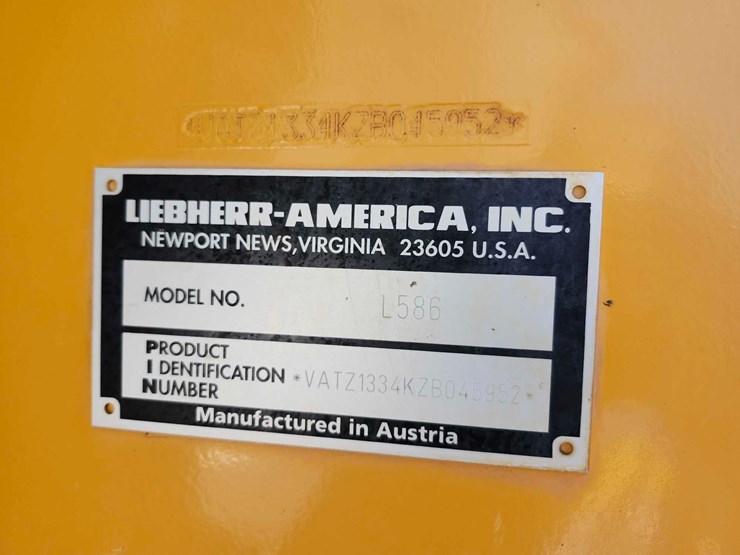 *VATZ1334KZB045952*
LIEBHERR-AMERICA, INC.
NEWPORT NEWS, VIRGINIA 23605 U.S.A.
MODEL NO. L586
PRODUCT
IDENTIFICATION *VATZ1334KZB045952*
NUMBER
Manufactured in Austria